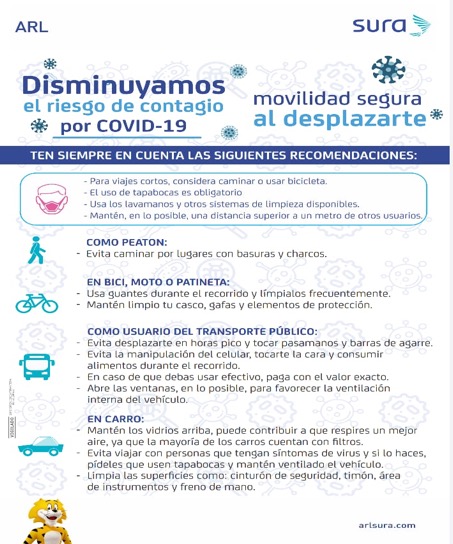 ARL
sura
Disminuyamos
el riesgo de contagio
por COVID-19
movilidad segura
al desplazarte
TEN SIEMPRE EN CUENTA LAS SIGUIENTES RECOMENDACIONES:
- Para viajes cortos, considera caminar o usar bicicleta.
- El uso de tapabocas es obligatorio
- Usa los lavamanos y otros sistemas de limpieza disponibles.
- Mantén, en lo posible, una distancia superior a un metro de otros usuarios.
COMO PEATON:
- Evita caminar por lugares con basuras y charcos.
EN BICI, MOTO O PATINETA:
- Usa guantes durante el recorrido y límpialos frecuentemente.
- Mantén limpio tu casco, gafas y elementos de protección.
COMO USUARIO DEL TRANSPORTE PÚBLICO:
- Evita desplazarte en horas pico y tocar pasamanos y barras de agarre.
- Evita la manipulación del celular, tocarte la cara y consumir
alimentos durante el recorrido.
- En caso de que debas usar efectivo, paga con el valor exacto.
- Abre las ventanas, en lo posible, para favorecer la ventilación
interna del vehículo.
EN CARRO:
- Mantén los vidrios arriba, puede contribuir a que respires un mejor
aire, ya que la mayoría de los carros cuentan con filtros.
- Evita viajar con personas que tengan síntomas de virus y si lo haces,
pídeles que usen tapabocas y mantén ventilado el vehículo.
- Limpia las superficies como: cinturón de seguridad, timón, área
de instrumentos y freno de mano.
VIGILADO
arlsura.com